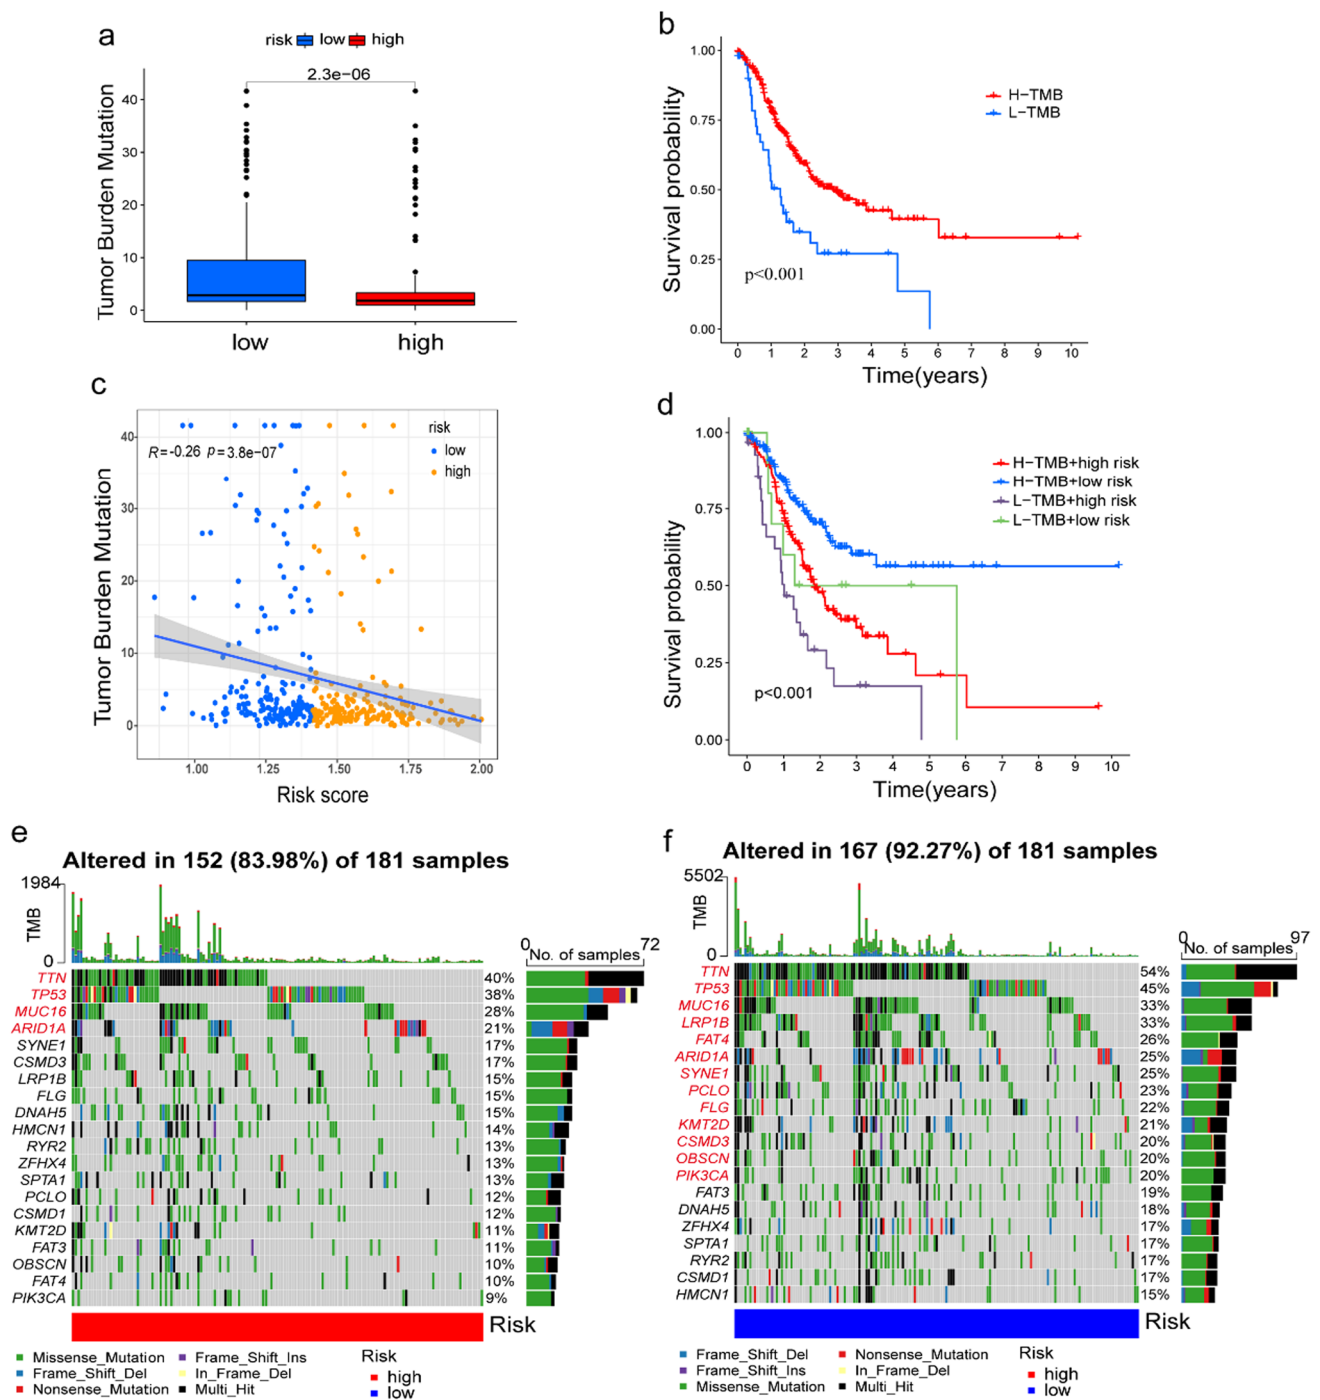 a
risk low high
2.3e−06
Tumor Burden Mutation
40
30
20
10
0
low high
b
Survival probability
1.00
0.75
0.50
0.25
0.00
H−TMB
L−TMB
p<0.001
0 1 2 3 4 5 6 7 8 9 10
Time(years)
c
Tumor Burden Mutation
40
30
20
10
0
R=-0.26 p=3.8e−07
risk
low
high
1.00 1.25 1.50 1.75 2.00
Risk score
d
Survival probability
1.00
0.75
0.50
0.25
0.00
H−TMB+high risk
H−TMB+low risk
L−TMB+high risk
L−TMB+low risk
p<0.001
0 1 2 3 4 5 6 7 8 9 10
Time(years)
e
Altered in 152 (83.98%) of 181 samples
1984
TMB
0
0 72
No. of samples
TTN 40%
TP53 38%
MUC16 28%
ARID1A 21%
SYNE1 17%
CSMD3 17%
LRP1B 15%
FLG 15%
DNAH5 15%
HMCN1 14%
RYR2 13%
ZFHX4 13%
SPTA1 13%
PCLO 12%
CSMD1 12%
KMT2D 11%
FAT3 11%
OBSCN 10%
FAT4 10%
PIK3CA 9%
Risk
Missense_Mutation Frame_Shift_Ins Risk
Frame_Shift_Del In_Frame_Del high
Nonsense_Mutation Multi_Hit low
f
Altered in 167 (92.27%) of 181 samples
5502
TMB
0
0 97
No. of samples
TTN 54%
TP53 45%
MUC16 33%
LRP1B 33%
FAT4 26%
ARID1A 25%
SYNE1 25%
PCLO 23%
FLG 22%
KMT2D 21%
CSMD3 20%
OBSCN 20%
PIK3CA 20%
FAT3 19%
DNAH5 18%
ZFHX4 17%
SPTA1 17%
RYR2 17%
CSMD1 17%
HMCN1 15%
Risk
Frame_Shift_Del Nonsense_Mutation Risk
Frame_Shift_Ins In_Frame_Del high
Missense_Mutation Multi_Hit low